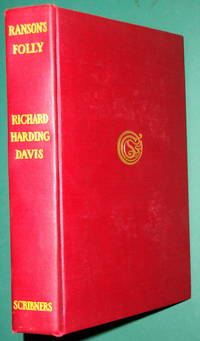 RANSON'S
FOLLY
RICHARD
HARDING
DAVIS
SCRIBNERS